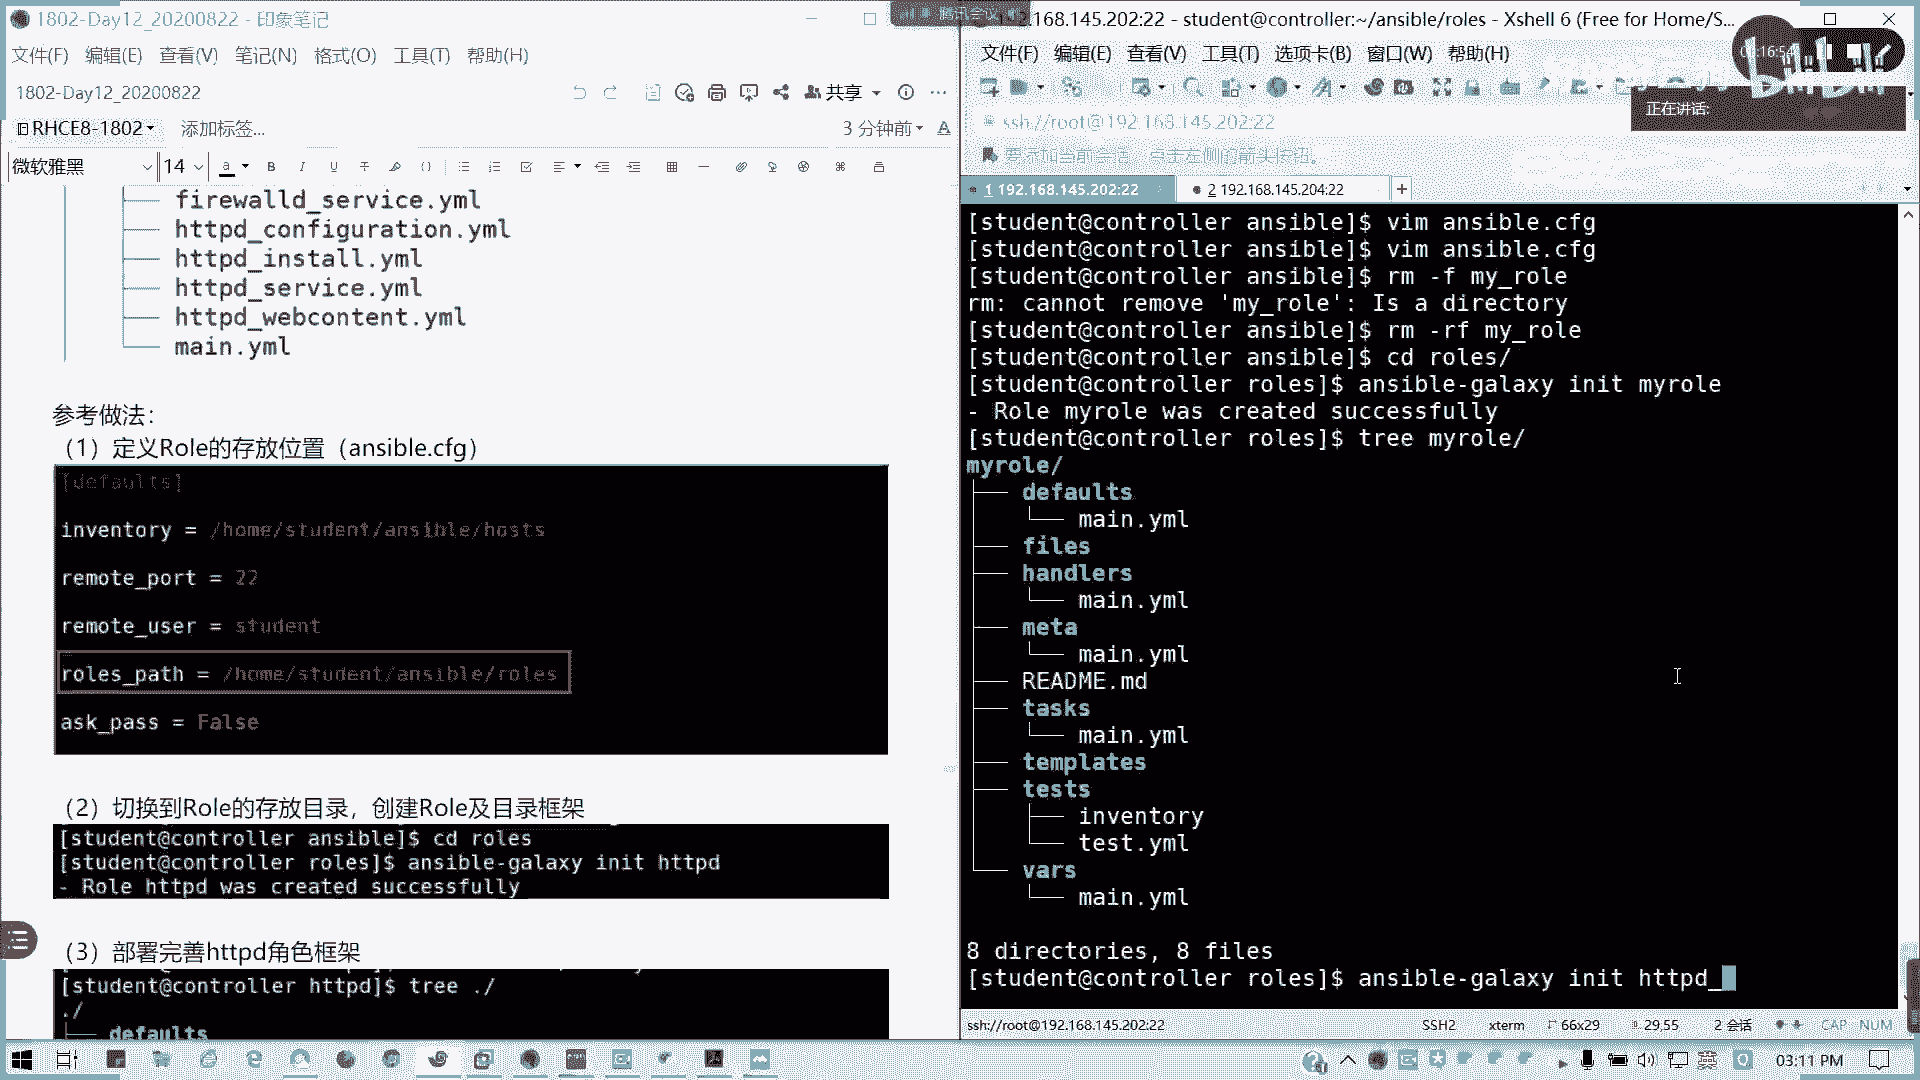 1802-Day12_20200822 - 印象笔记
文件(F) 编辑(E) 查看(V) 笔记(N) 格式(O) 工具(T) 帮助(H)
1802-Day12_20200822
共享
RHCE8-1802 添加标签...
3 分钟前
微软雅黑 14
firewalld_service.yml
httpd_configuration.yml
httpd_install.yml
httpd_service.yml
httpd_webcontent.yml
main.yml
参考做法：
（1）定义Role的存放位置（ansible.cfg）
[defaults]
inventory = /home/student/ansible/hosts
remote_port = 22
remote_user = student
roles_path = /home/student/ansible/roles
ask_pass = False
（2）切换到Role的存放目录，创建Role及目录框架
[student@controller ansible]$ cd roles
[student@controller roles]$ ansible-galaxy init httpd
- Role httpd was created successfully
（3）部署完善httpd角色框架
[student@controller httpd]$ tree ./
./
├── defaults
腾讯会议
.168.145.202:22 - student@controller:~/ansible/roles - Xshell 6 (Free for Home/S...
文件(F) 编辑(E) 查看(V) 工具(T) 选项卡(B) 窗口(W) 帮助(H)
16:54
正在讲话:
ssh://root@192.168.145.202:22
要添加当前会话，点击左侧的箭头按钮。
1 192.168.145.202:22
2 192.168.145.204:22
[student@controller ansible]$ vim ansible.cfg
[student@controller ansible]$ vim ansible.cfg
[student@controller ansible]$ rm -f my_role
rm: cannot remove 'my_role': Is a directory
[student@controller ansible]$ rm -rf my_role
[student@controller ansible]$ cd roles/
[student@controller roles]$ ansible-galaxy init myrole
- Role myrole was created successfully
[student@controller roles]$ tree myrole/
myrole/
├── defaults
│   └── main.yml
├── files
├── handlers
│   └── main.yml
├── meta
│   └── main.yml
├── README.md
├── tasks
│   └── main.yml
├── templates
├── tests
│   ├── inventory
│   └── test.yml
└── vars
    └── main.yml
8 directories, 8 files
[student@controller roles]$ ansible-galaxy init httpd_
ssh://root@192.168.145.202:22
SSH2 xterm 66x29 29,55 2 会话 CAP NUM
英 03:11 PM